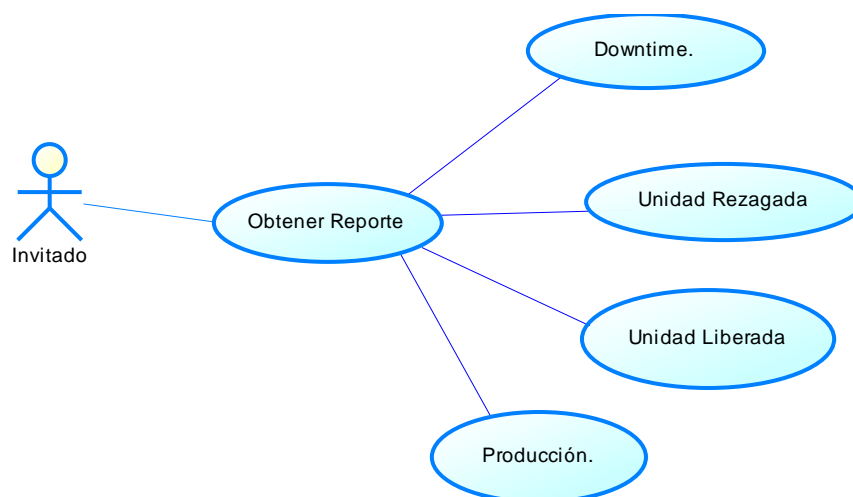 Downtime.
Unidad Rezagada
Obtener Reporte
Invitado
Unidad Liberada
Producción.